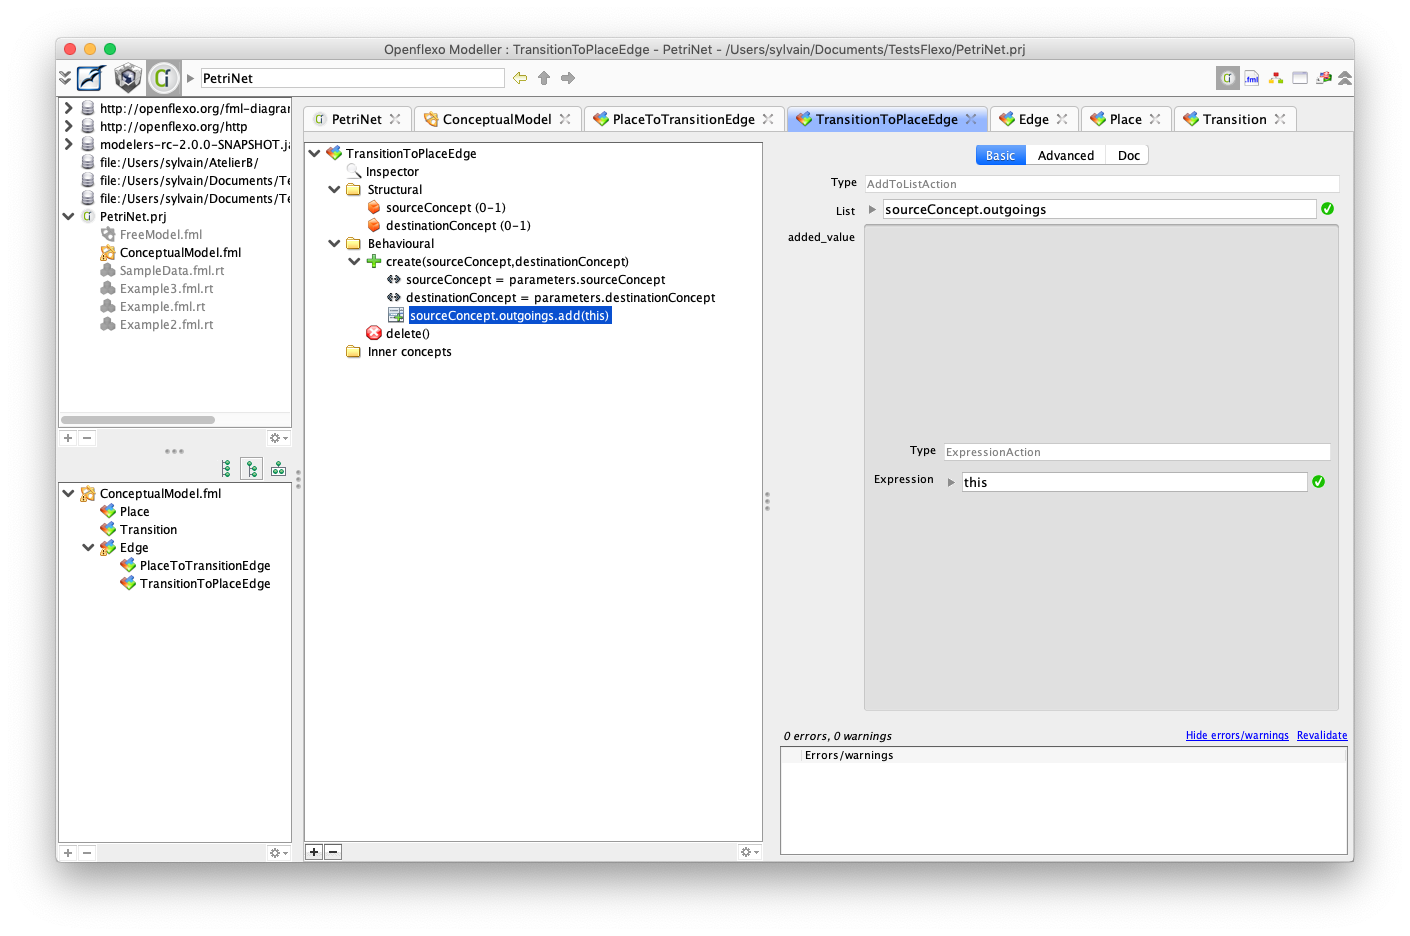 Openflexo Modeller : TransitionToPlaceEdge - PetriNet - /Users/sylvain/Documents/TestsFlexo/PetriNet.prj
PetriNet
.fml
http://openflexo.org/fml-diagran
http://openflexo.org/http
modelers-rc-2.0.0-SNAPSHOT.ja
file:/Users/sylvain/AtelierB/
file:/Users/sylvain/Documents/Te
file:/Users/sylvain/Documents/Te
PetriNet.prj
FreeModel.fml
ConceptualModel.fml
SampleData.fml.rt
Example3.fml.rt
Example.fml.rt
Example2.fml.rt
ConceptualModel.fml
Place
Transition
Edge
PlaceToTransitionEdge
TransitionToPlaceEdge
PetriNet
ConceptualModel
PlaceToTransitionEdge
TransitionToPlaceEdge
Edge
Place
Transition
TransitionToPlaceEdge
Inspector
Structural
sourceConcept (0-1)
destinationConcept (0-1)
Behavioural
create(sourceConcept,destinationConcept)
sourceConcept = parameters.sourceConcept
destinationConcept = parameters.destinationConcept
sourceConcept.outgoings.add(this)
delete()
Inner concepts
Basic Advanced Doc
Type AddToListAction
List sourceConcept.outgoings
added_value
Type ExpressionAction
Expression this
0 errors, 0 warnings Hide errors/warnings Revalidate
Errors/warnings